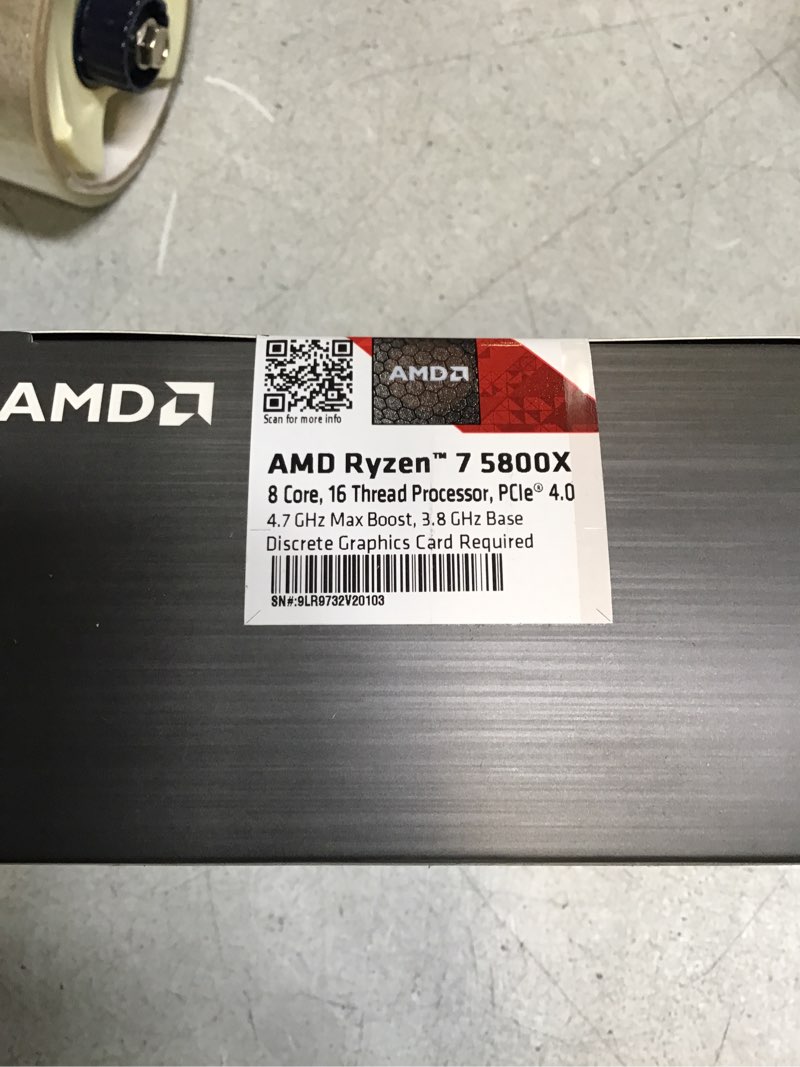 AMD
Scan for more info
AMD
AMD Ryzen™ 7 5800X
8 Core, 16 Thread Processor, PCIe® 4.0
4.7 GHz Max Boost, 3.8 GHz Base
Discrete Graphics Card Required
SN#:9LR9732V20103